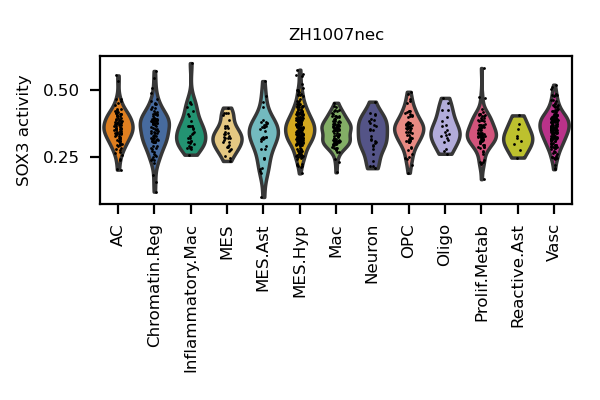 ZH1007nec
SOX3 activity
0.50
0.25
AC
Chromatin.Reg
Inflammatory.Mac
MES
MES.Ast
MES.Hyp
Mac
Neuron
OPC
Oligo
Prolif.Metab
Reactive.Ast
Vasc